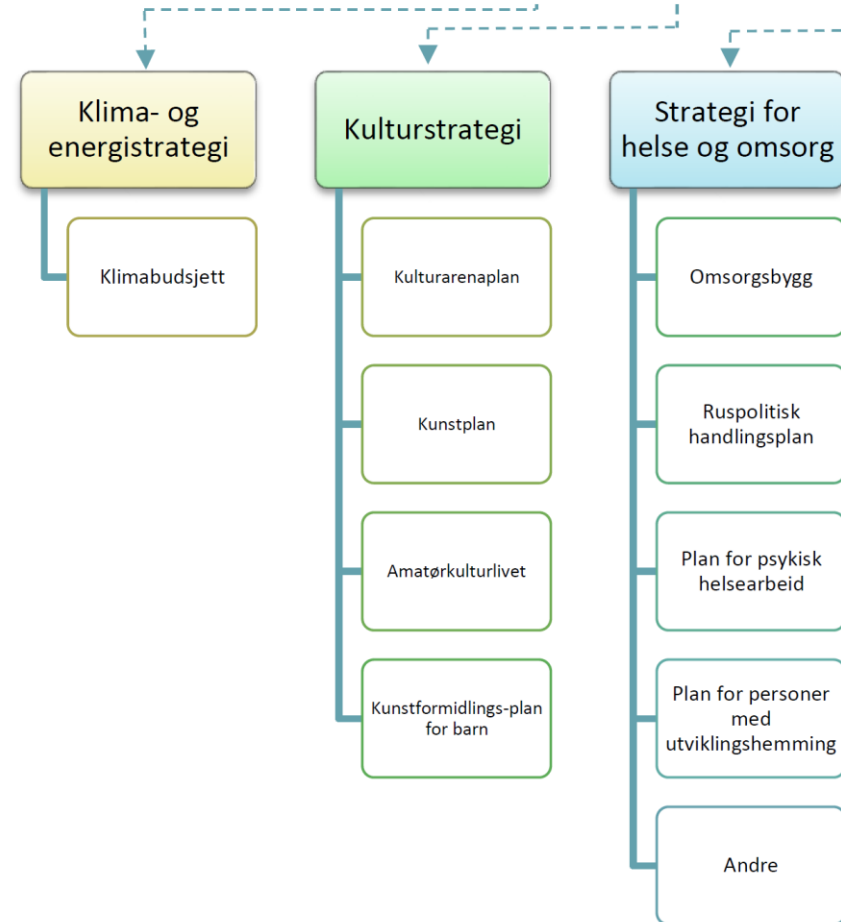 Klima- og
energistrategi
Klimabudsjett
Kulturstrategi
Kulturarenaplan
Kunstplan
Amatørkulturlivet
Kunstformidlings-plan
for barn
Strategi for
helse og omsorg
Omsorgsbygg
Ruspolitisk
handlingsplan
Plan for psykisk
helsearbeid
Plan for personer
med
utviklingshemming
Andre